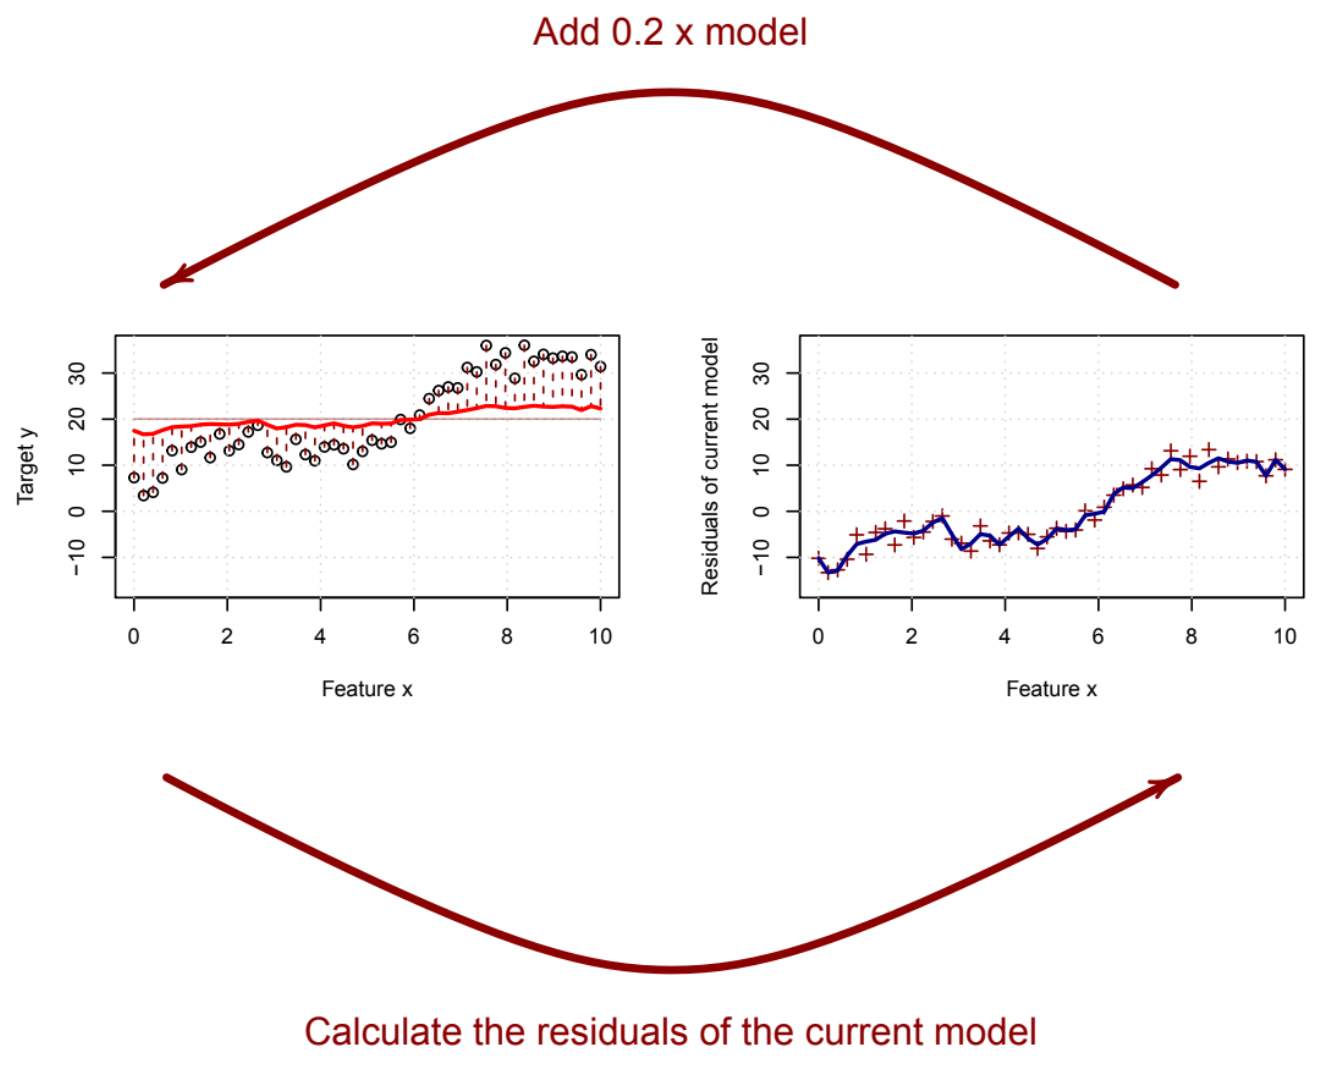 Add 0.2 x model
Target y
30
20
10
0
−10
0 2 4 6 8 10
Feature x
Residuals of current model
30
20
10
0
−10
0 2 4 6 8 10
Feature x
Calculate the residuals of the current model